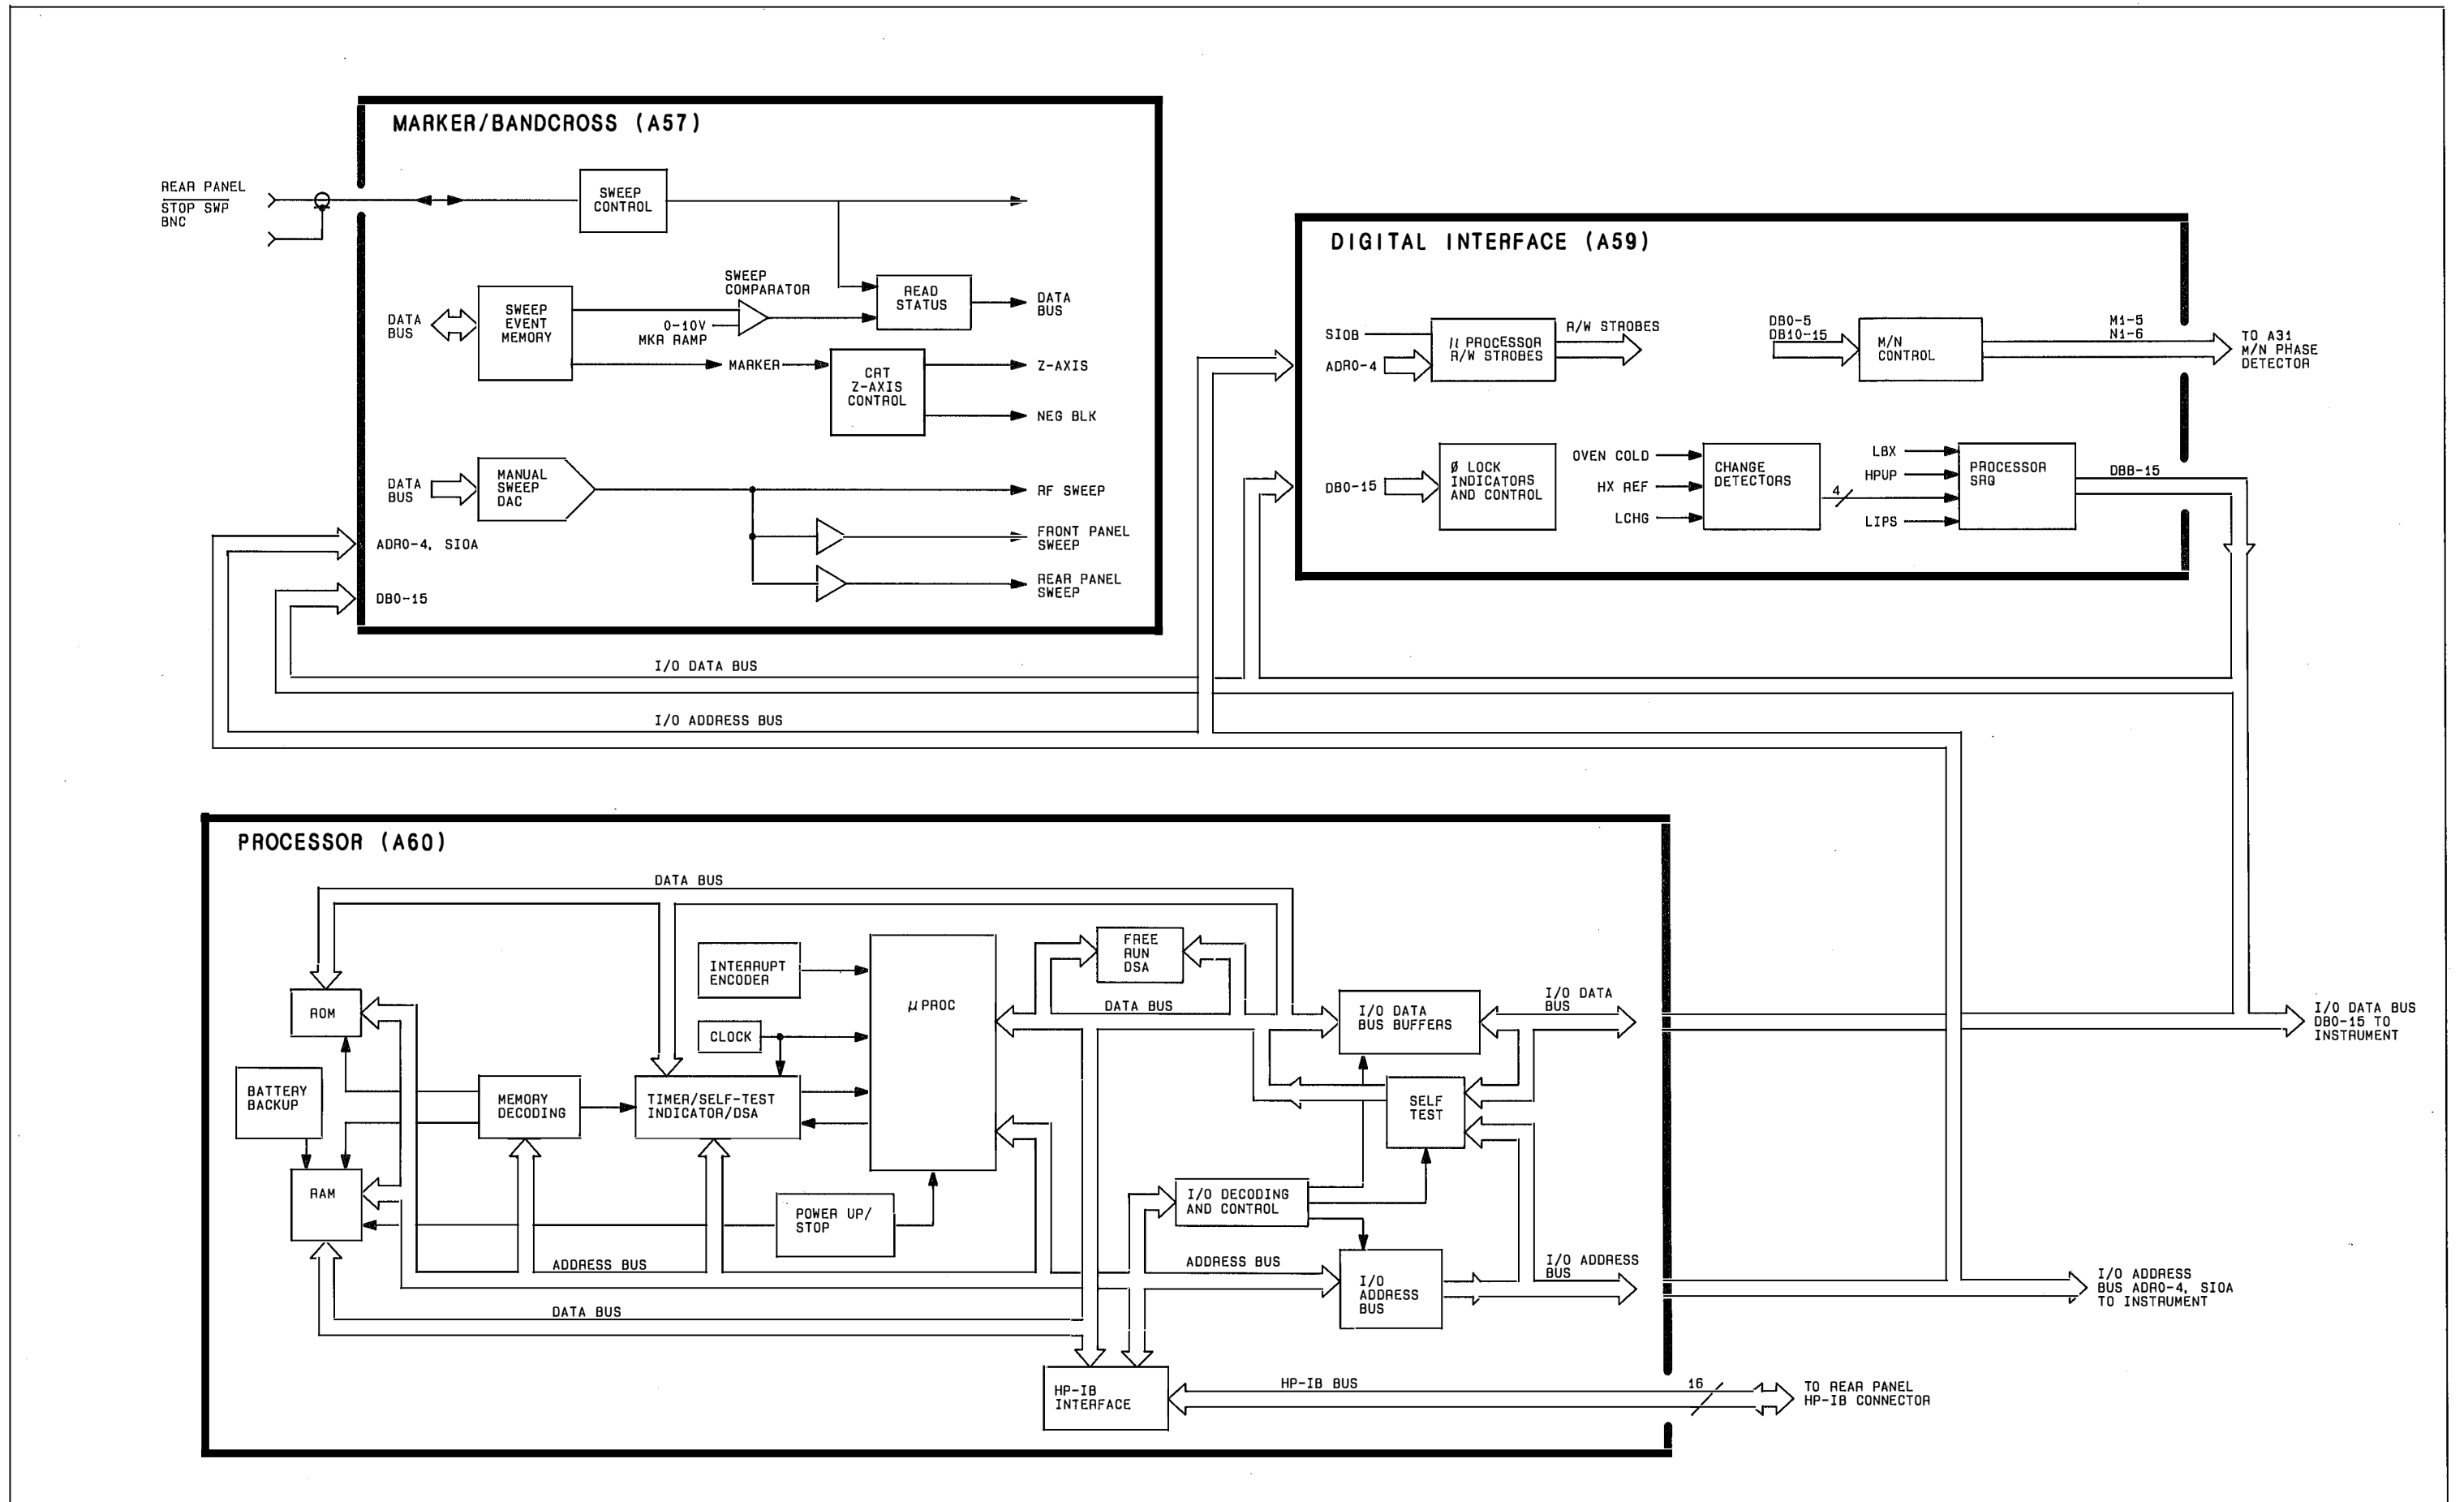 MARKER/BANDCROSS (A57)
REAR PANEL
STOP SWP
BNC
SWEEP
CONTROL
SWEEP
COMPARATOR
READ
STATUS
DATA
BUS
DATA
BUS
SWEEP
EVENT
MEMORY
0-10V
MKR RAMP
MARKER
CRT
Z-AXIS
CONTROL
Z-AXIS
NEG BLK
DATA
BUS
MANUAL
SWEEP
DAC
RF SWEEP
FRONT PANEL
SWEEP
REAR PANEL
SWEEP
ADR0-4, SIOA
DB0-15
DIGITAL INTERFACE (A59)
SIOB
ADR0-4
μ PROCESSOR
R/W STROBES
R/W STROBES
DB0-5
DB10-15
M/N
CONTROL
M1-5
N1-6
TO A31
M/N PHASE
DETECTOR
DB0-15
Ø LOCK
INDICATORS
AND CONTROL
OVEN COLD
HX REF
LCHG
CHANGE
DETECTORS
4
LBX
HPUP
LIPS
PROCESSOR
SRQ
DBB-15
I/O DATA BUS
I/O ADDRESS BUS
PROCESSOR (A60)
DATA BUS
INTERRUPT
ENCODER
CLOCK
μPROC
FREE
RUN
DSA
DATA BUS
I/O DATA
BUS BUFFERS
I/O DATA
BUS
I/O DATA BUS
DB0-15 TO
INSTRUMENT
ROM
BATTERY
BACKUP
RAM
MEMORY
DECODING
TIMER/SELF-TEST
INDICATOR/DSA
SELF
TEST
POWER UP/
STOP
I/O DECODING
AND CONTROL
ADDRESS BUS
ADDRESS BUS
I/O
ADDRESS
BUS
I/O ADDRESS
BUS
I/O ADDRESS
BUS ADR0-4, SIOA
TO INSTRUMENT
DATA BUS
HP-IB
INTERFACE
HP-IB BUS
16
TO REAR PANEL
HP-IB CONNECTOR